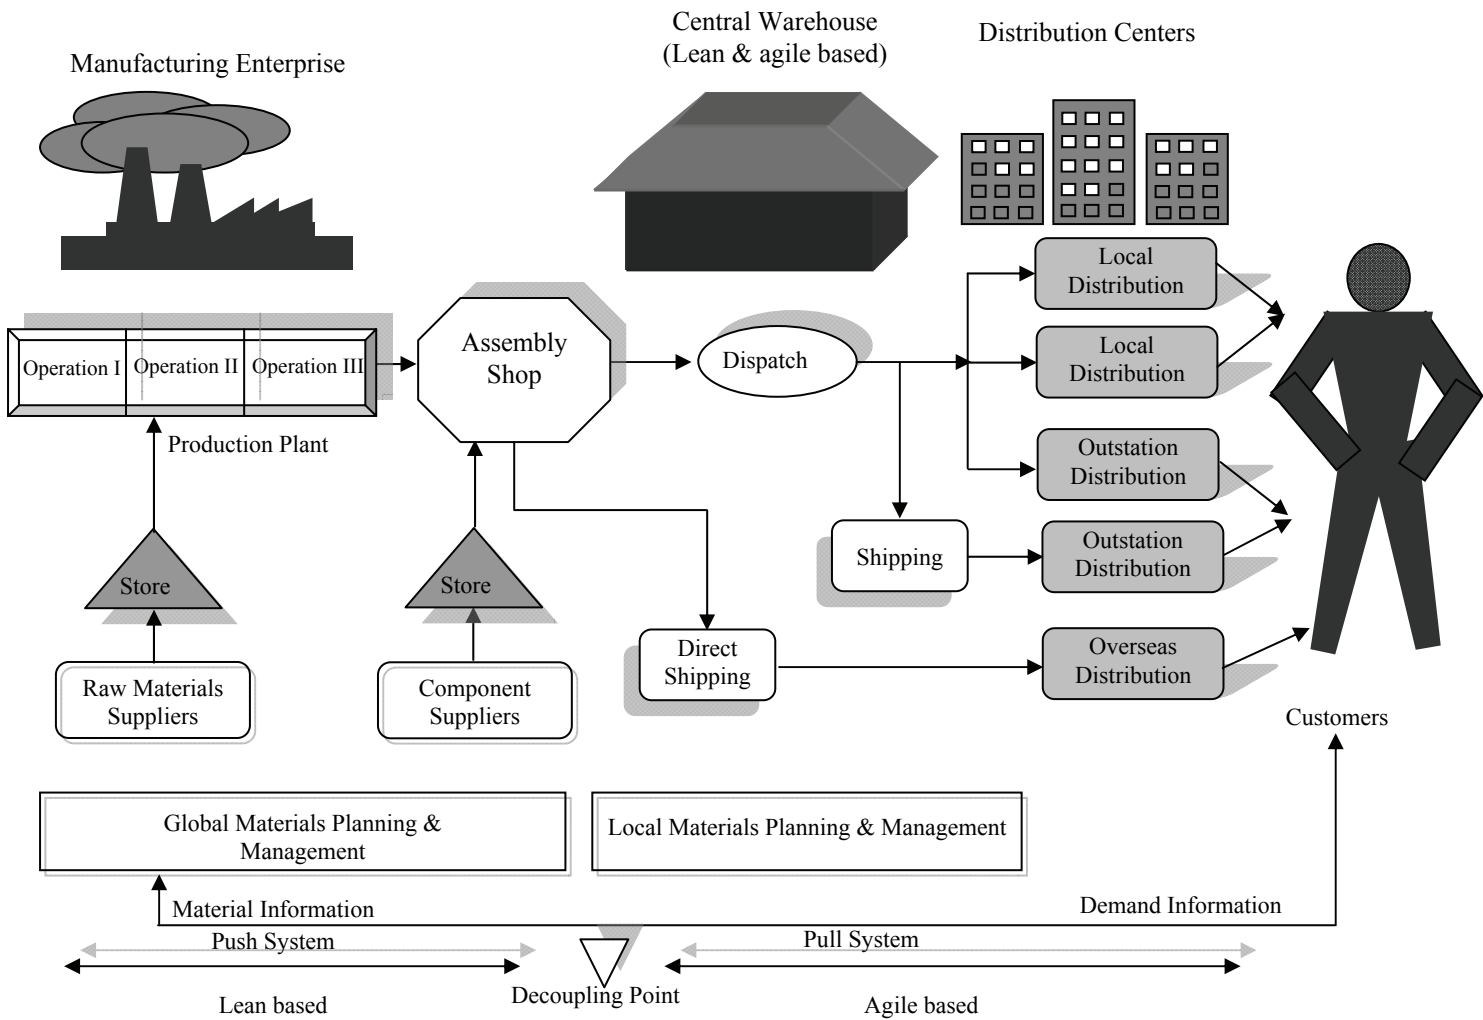 Central Warehouse
(Lean & agile based)
Distribution Centers
Manufacturing Enterprise
Local
Distribution
Assembly
Shop
Dispatch
Local
Distribution
Operation I
Operation II
Operation III
Production Plant
Outstation
Distribution
Store
Store
Shipping
Outstation
Distribution
Raw Materials
Suppliers
Component
Suppliers
Direct
Shipping
Overseas
Distribution
Customers
Global Materials Planning &
Management
Local Materials Planning & Management
Material Information
Demand Information
Push System
Pull System
Decoupling Point
Lean based
Agile based